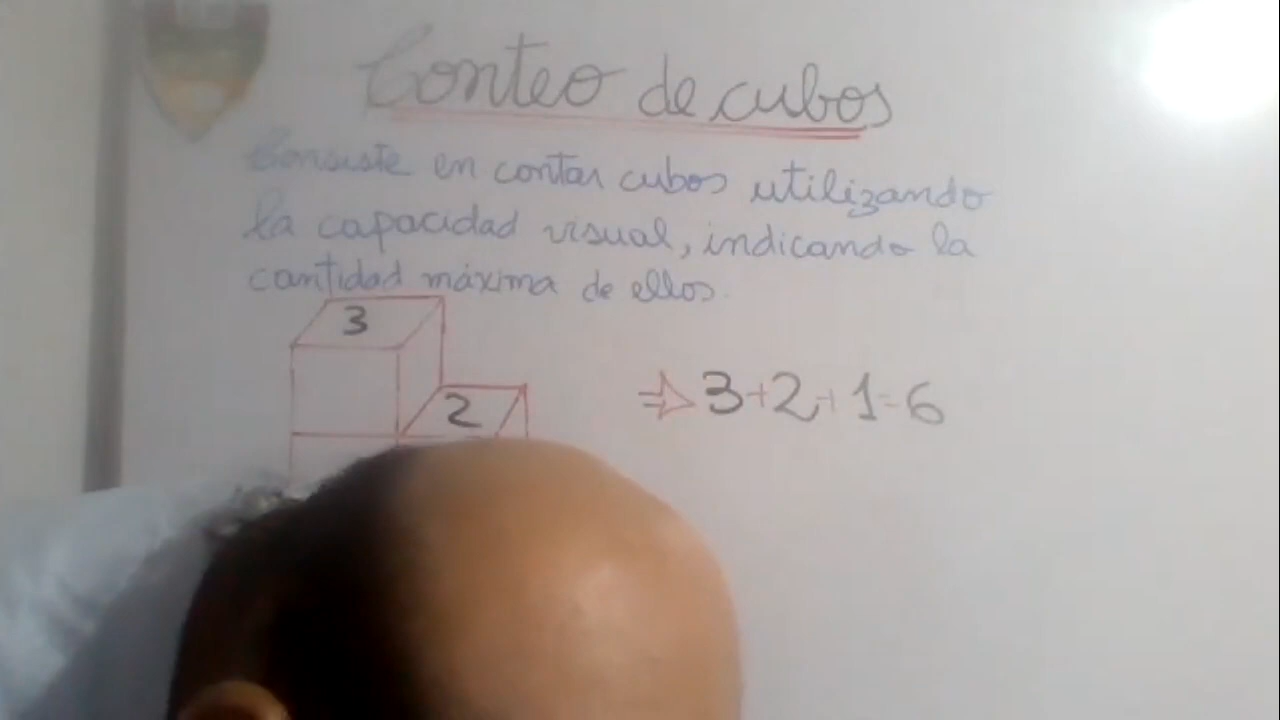 Conteo de cubos
Consiste en contar cubos utilizando
la capacidad visual, indicando la
cantidad máxima de ellos.
3
2
⇒ 3+2+1=6